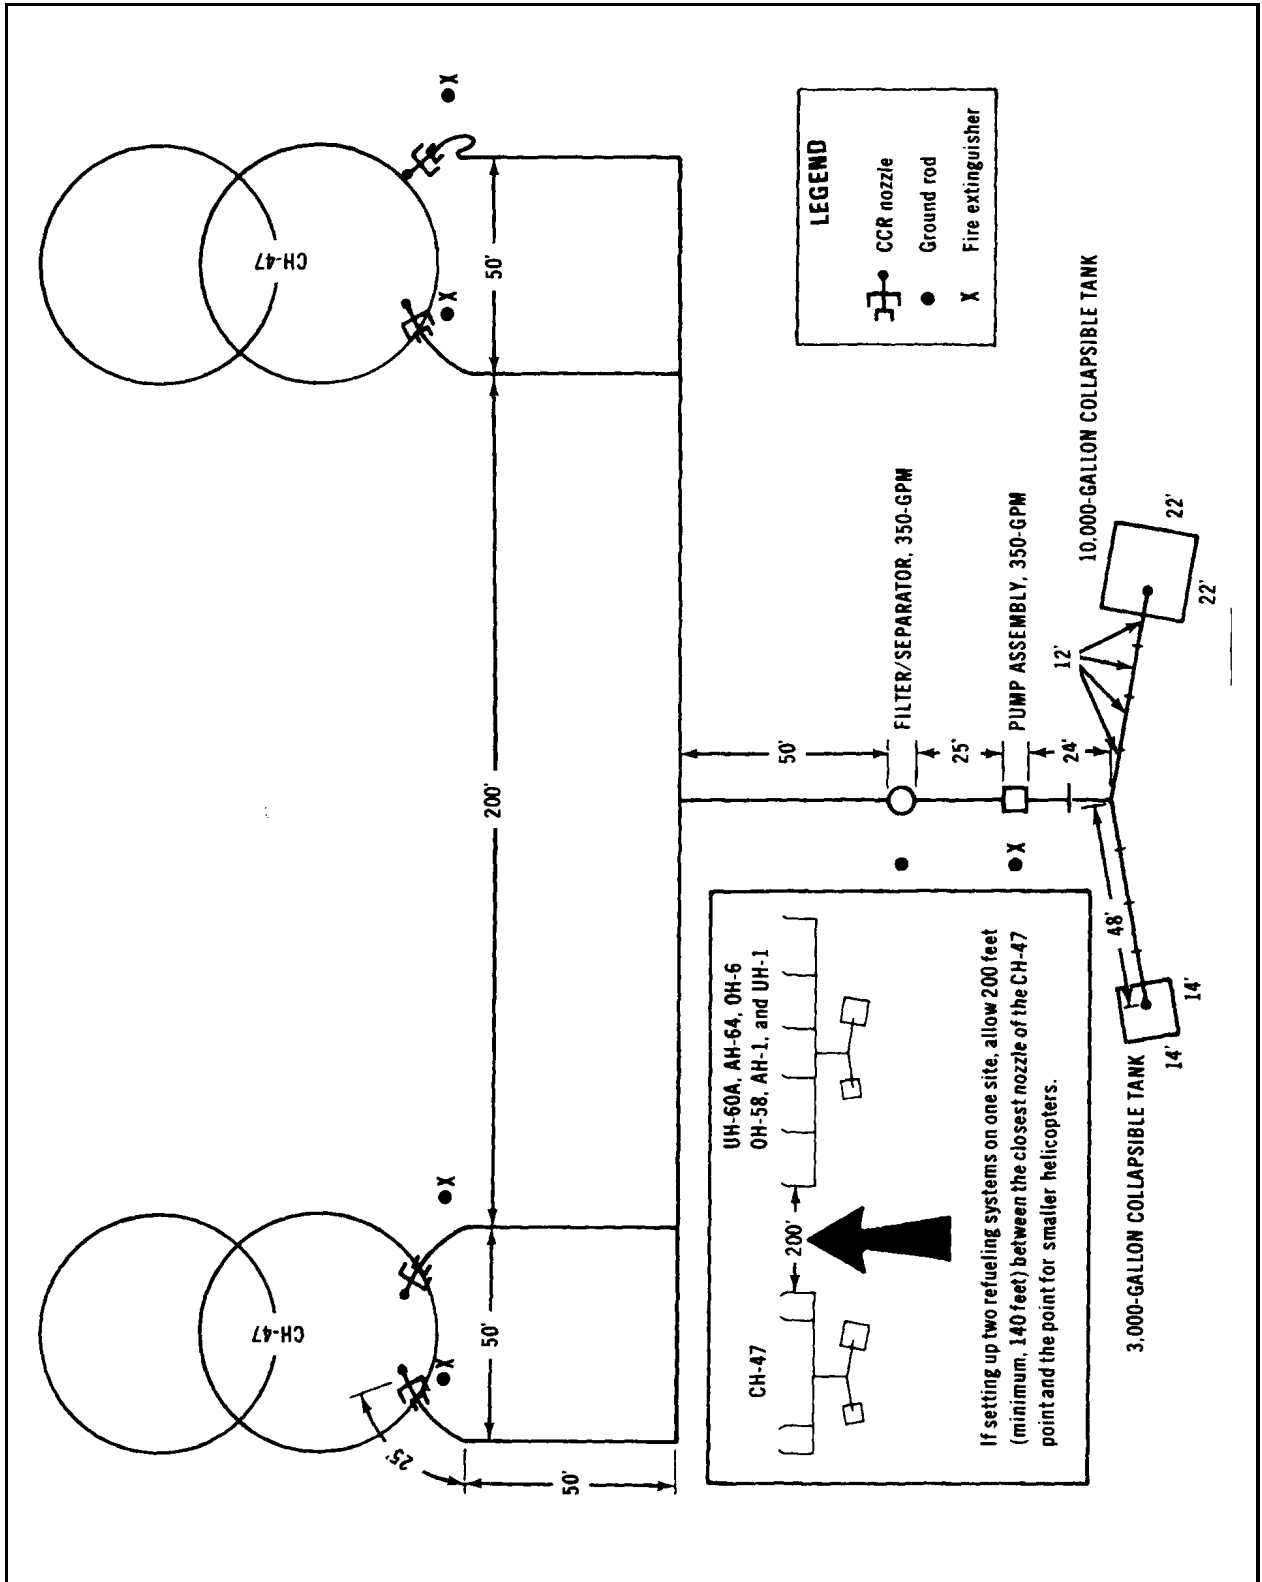 CH-47
CH-47
X
X
X
X
50'
200'
50'
25'
50'
LEGEND
CCR nozzle
Ground rod
X Fire extinguisher
50'
FILTER/SEPARATOR, 350-GPM
25'
PUMP ASSEMBLY, 350-GPM
X
24'
12'
48'
10,000-GALLON COLLAPSIBLE TANK
22'
22'
3,000-GALLON COLLAPSIBLE TANK
14'
14'
CH-47
200'
UH-60A, AH-64, OH-6
OH-58, AH-1, and UH-1
If setting up two refueling systems on one site, allow 200 feet
(minimum, 140 feet) between the closest nozzle of the CH-47
point and the point for smaller helicopters.